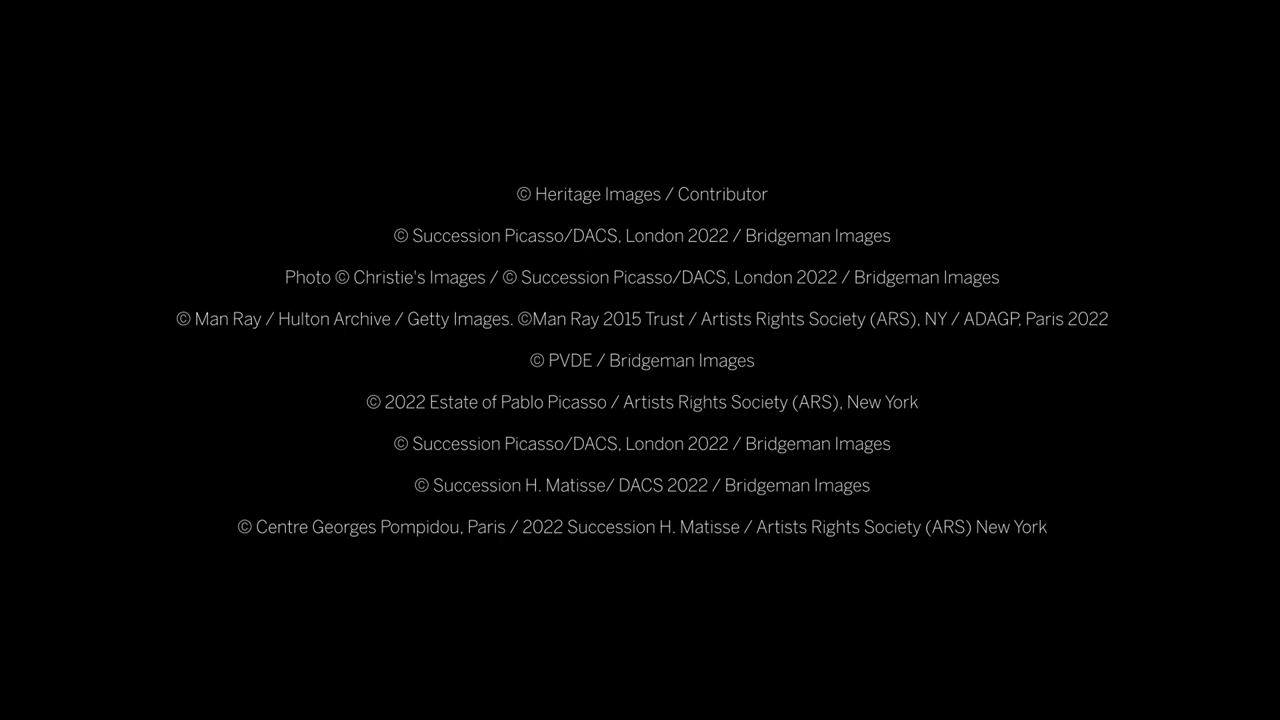 © Heritage Images / Contributor
© Succession Picasso/DACS, London 2022 / Bridgeman Images
Photo © Christie's Images / © Succession Picasso/DACS, London 2022 / Bridgeman Images
© Man Ray / Hulton Archive / Getty Images. ©Man Ray 2015 Trust / Artists Rights Society (ARS), NY / ADAGP, Paris 2022
© PVDE / Bridgeman Images
© 2022 Estate of Pablo Picasso / Artists Rights Society (ARS), New York
© Succession Picasso/DACS, London 2022 / Bridgeman Images
© Succession H. Matisse/ DACS 2022 / Bridgeman Images
© Centre Georges Pompidou, Paris / 2022 Succession H. Matisse / Artists Rights Society (ARS) New York